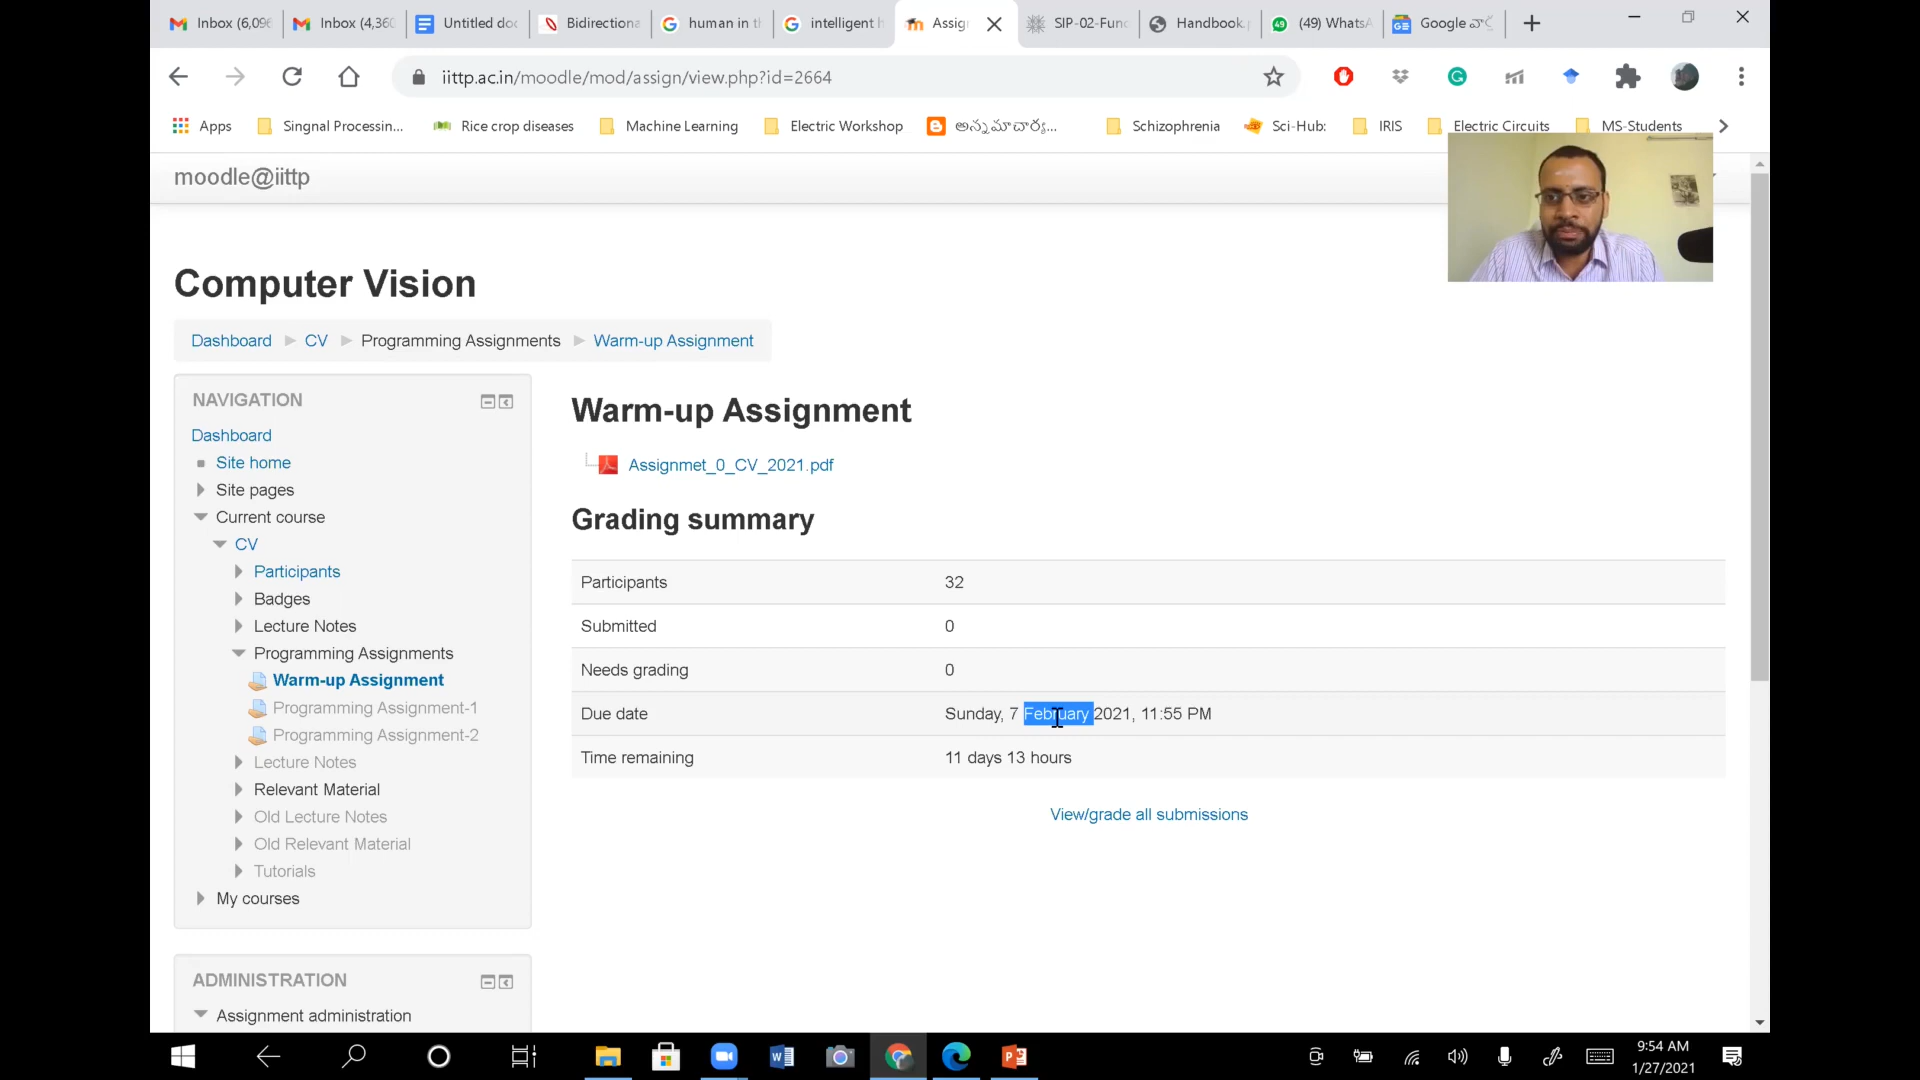 Inbox (6,096
Inbox (4,360
Untitled doc
Bidirectiona
human in th
intelligent h
Assig
SIP-02-Fun
Handbook.p
(49) WhatsA
Google
iittp.ac.in/moodle/mod/assign/view.php?id=2664
Apps
Singnal Processin...
Rice crop diseases
Machine Learning
Electric Workshop
అన్నమాచార్య...
Schizophrenia
Sci-Hub:
IRIS
Electric Circuits
MS-Students
moodle@iittp
Computer Vision
Dashboard
CV
Programming Assignments
Warm-up Assignment
NAVIGATION
Dashboard
Site home
Site pages
Current course
CV
Participants
Badges
Lecture Notes
Programming Assignments
Warm-up Assignment
Programming Assignment-1
Programming Assignment-2
Lecture Notes
Relevant Material
Old Lecture Notes
Old Relevant Material
Tutorials
My courses
ADMINISTRATION
Assignment administration
Warm-up Assignment
Assignmet_0_CV_2021.pdf
Grading summary
Participants 32
Submitted 0
Needs grading 0
Due date Sunday, 7 February 2021, 11:55 PM
Time remaining 11 days 13 hours
View/grade all submissions
9:54 AM
1/27/2021